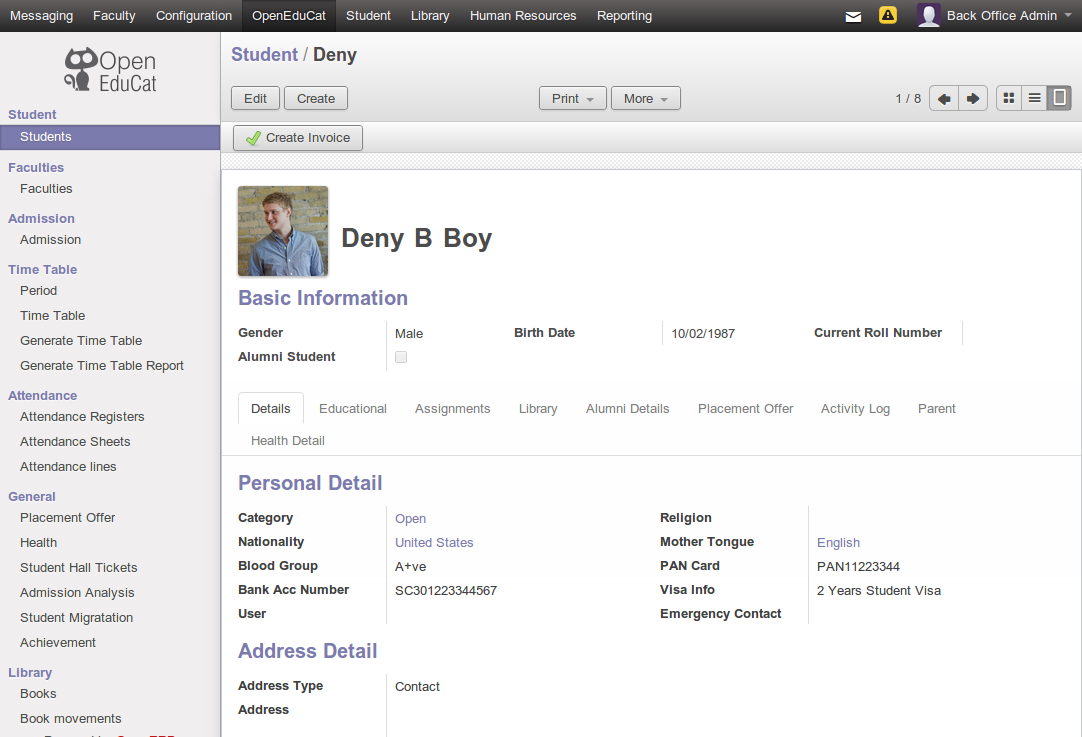 Messaging Faculty Configuration OpenEduCat Student Library Human Resources Reporting Back Office Admin
Open
EduCat
Student
Students
Faculties
Faculties
Admission
Admission
Time Table
Period
Time Table
Generate Time Table
Generate Time Table Report
Attendance
Attendance Registers
Attendance Sheets
Attendance lines
General
Placement Offer
Health
Student Hall Tickets
Admission Analysis
Student Migratation
Achievement
Library
Books
Book movements
Student / Deny
Edit Create Print More 1 / 8
Create Invoice
Deny B Boy
Basic Information
Gender Male Birth Date 10/02/1987 Current Roll Number
Alumni Student
Details Educational Assignments Library Alumni Details Placement Offer Activity Log Parent
Health Detail
Personal Detail
Category Open Religion
Nationality United States Mother Tongue English
Blood Group A+ve PAN Card PAN11223344
Bank Acc Number SC301223344567 Visa Info 2 Years Student Visa
User Emergency Contact
Address Detail
Address Type Contact
Address